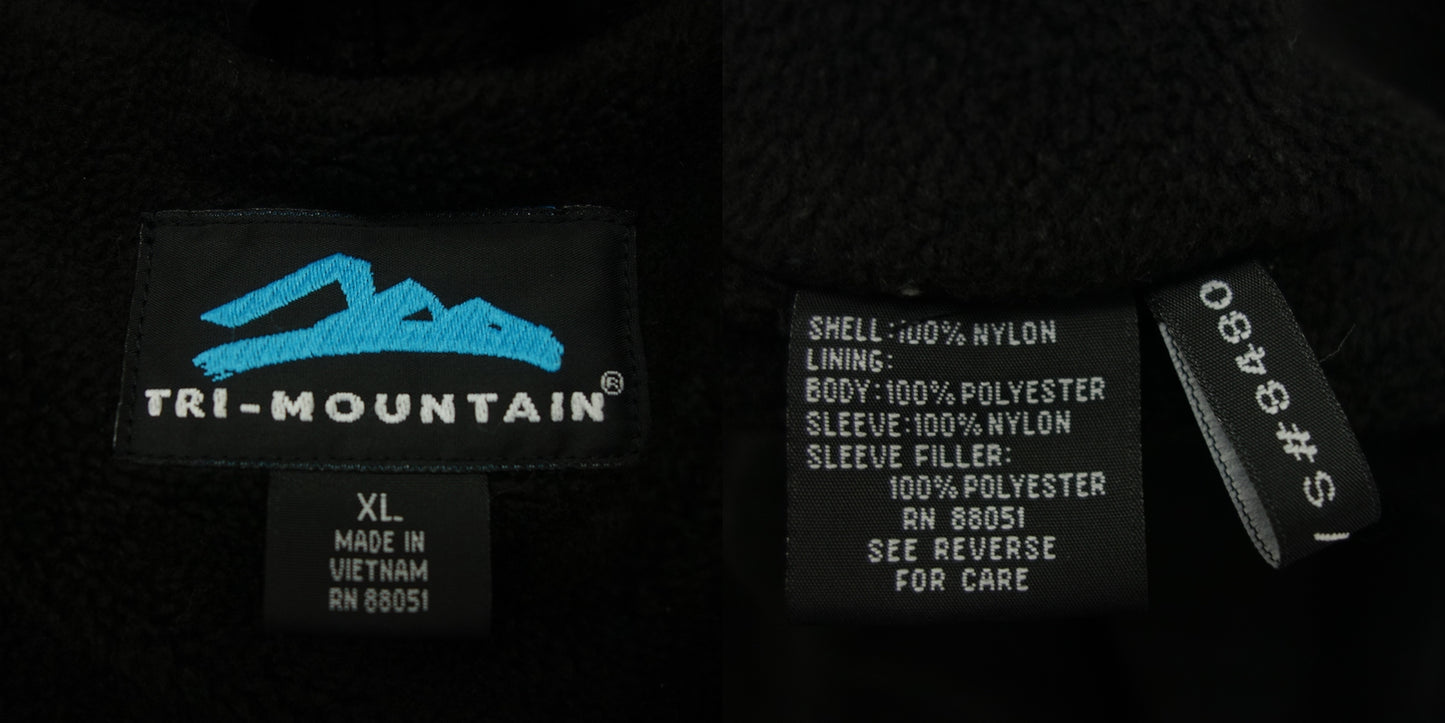 TRI-MOUNTAIN®
XL
MADE IN
VIETNAM
RN 88051
SHELL:100% NYLON
LINING:
BODY:100% POLYESTER
SLEEVE:100% NYLON
SLEEVE FILLER:
100% POLYESTER
RN 88051
SEE REVERSE
FOR CARE
S#8480